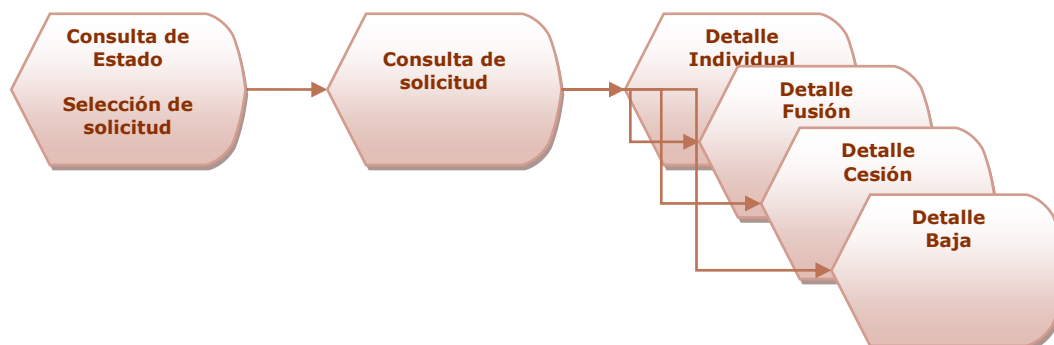 Consulta de
Estado
Selección de
solicitud
Consulta de
solicitud
Detalle
Individual
Detalle
Fusión
Detalle
Cesión
Detalle
Baja